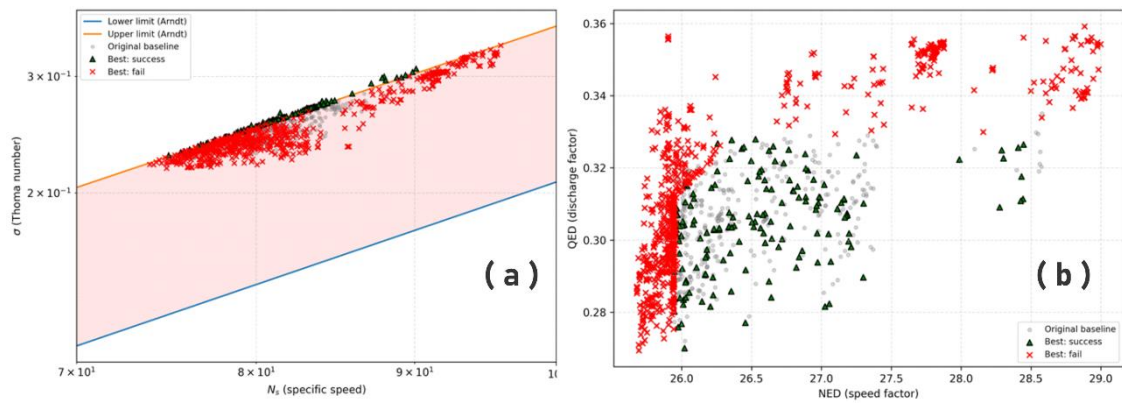 Lower limit (Arndt)
Upper limit (Arndt)
Original baseline
Best: success
Best: fail
3 × 10⁻¹
2 × 10⁻¹
σ (Thoma number)
(a)
7 × 10¹
8 × 10¹
9 × 10¹
10
Nₛ (specific speed)
0.36
0.34
0.32
0.30
0.28
QED (discharge factor)
(b)
Original baseline
Best: success
Best: fail
26.0
26.5
27.0
27.5
28.0
28.5
29.0
NED (speed factor)